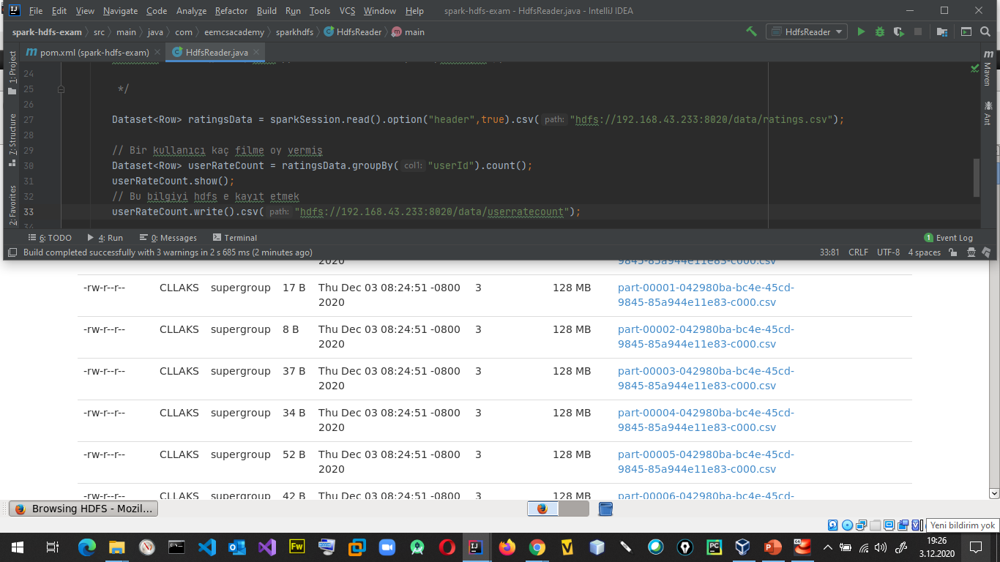 File Edit View Navigate Code Analyze Refactor Build Run Tools VCS Window Help spark-hdfs-exam - HdfsReader.java - IntelliJ IDEA
spark-hdfs-exam src main java com eemcsacademy sparkhdfs HdfsReader main HdfsReader
pom.xml (spark-hdfs-exam) HdfsReader.java
1: Project
7: Structure
2: Favorites
Maven
Ant
24
25 */
26
27 Dataset<Row> ratingsData = sparkSession.read().option("header",true).csv( path: "hdfs://192.168.43.233:8020/data/ratings.csv");
28
29 // Bir kullanıcı kaç filme oy vermiş
30 Dataset<Row> userRateCount = ratingsData.groupBy( col1: "userId").count();
31 userRateCount.show();
32 // Bu bilgiyi hdfs e kayıt etmek
33 userRateCount.write().csv( path: "hdfs://192.168.43.233:8020/data/userratecount");
34
6: TODO 4: Run 0: Messages Terminal 1 Event Log
Build completed successfully with 3 warnings in 2 s 685 ms (2 minutes ago) 33:81 CRLF UTF-8 4 spaces
2020 9845-85a944e11e83-c000.csv
-rw-r--r-- CLLAKS supergroup 17 B Thu Dec 03 08:24:51 -0800 3 128 MB part-00001-042980ba-bc4e-45cd-
2020 9845-85a944e11e83-c000.csv
-rw-r--r-- CLLAKS supergroup 8 B Thu Dec 03 08:24:51 -0800 3 128 MB part-00002-042980ba-bc4e-45cd-
2020 9845-85a944e11e83-c000.csv
-rw-r--r-- CLLAKS supergroup 37 B Thu Dec 03 08:24:51 -0800 3 128 MB part-00003-042980ba-bc4e-45cd-
2020 9845-85a944e11e83-c000.csv
-rw-r--r-- CLLAKS supergroup 34 B Thu Dec 03 08:24:51 -0800 3 128 MB part-00004-042980ba-bc4e-45cd-
2020 9845-85a944e11e83-c000.csv
-rw-r--r-- CLLAKS supergroup 52 B Thu Dec 03 08:24:51 -0800 3 128 MB part-00005-042980ba-bc4e-45cd-
2020 9845-85a944e11e83-c000.csv
-rw-r--r-- CLLAKS supergroup 42 B Thu Dec 03 08:24:51 -0800 3 128 MB part-00006-042980ba-bc4e-45cd-
Browsing HDFS - Mozil...
Yeni bildirim yok
19:26
3.12.2020